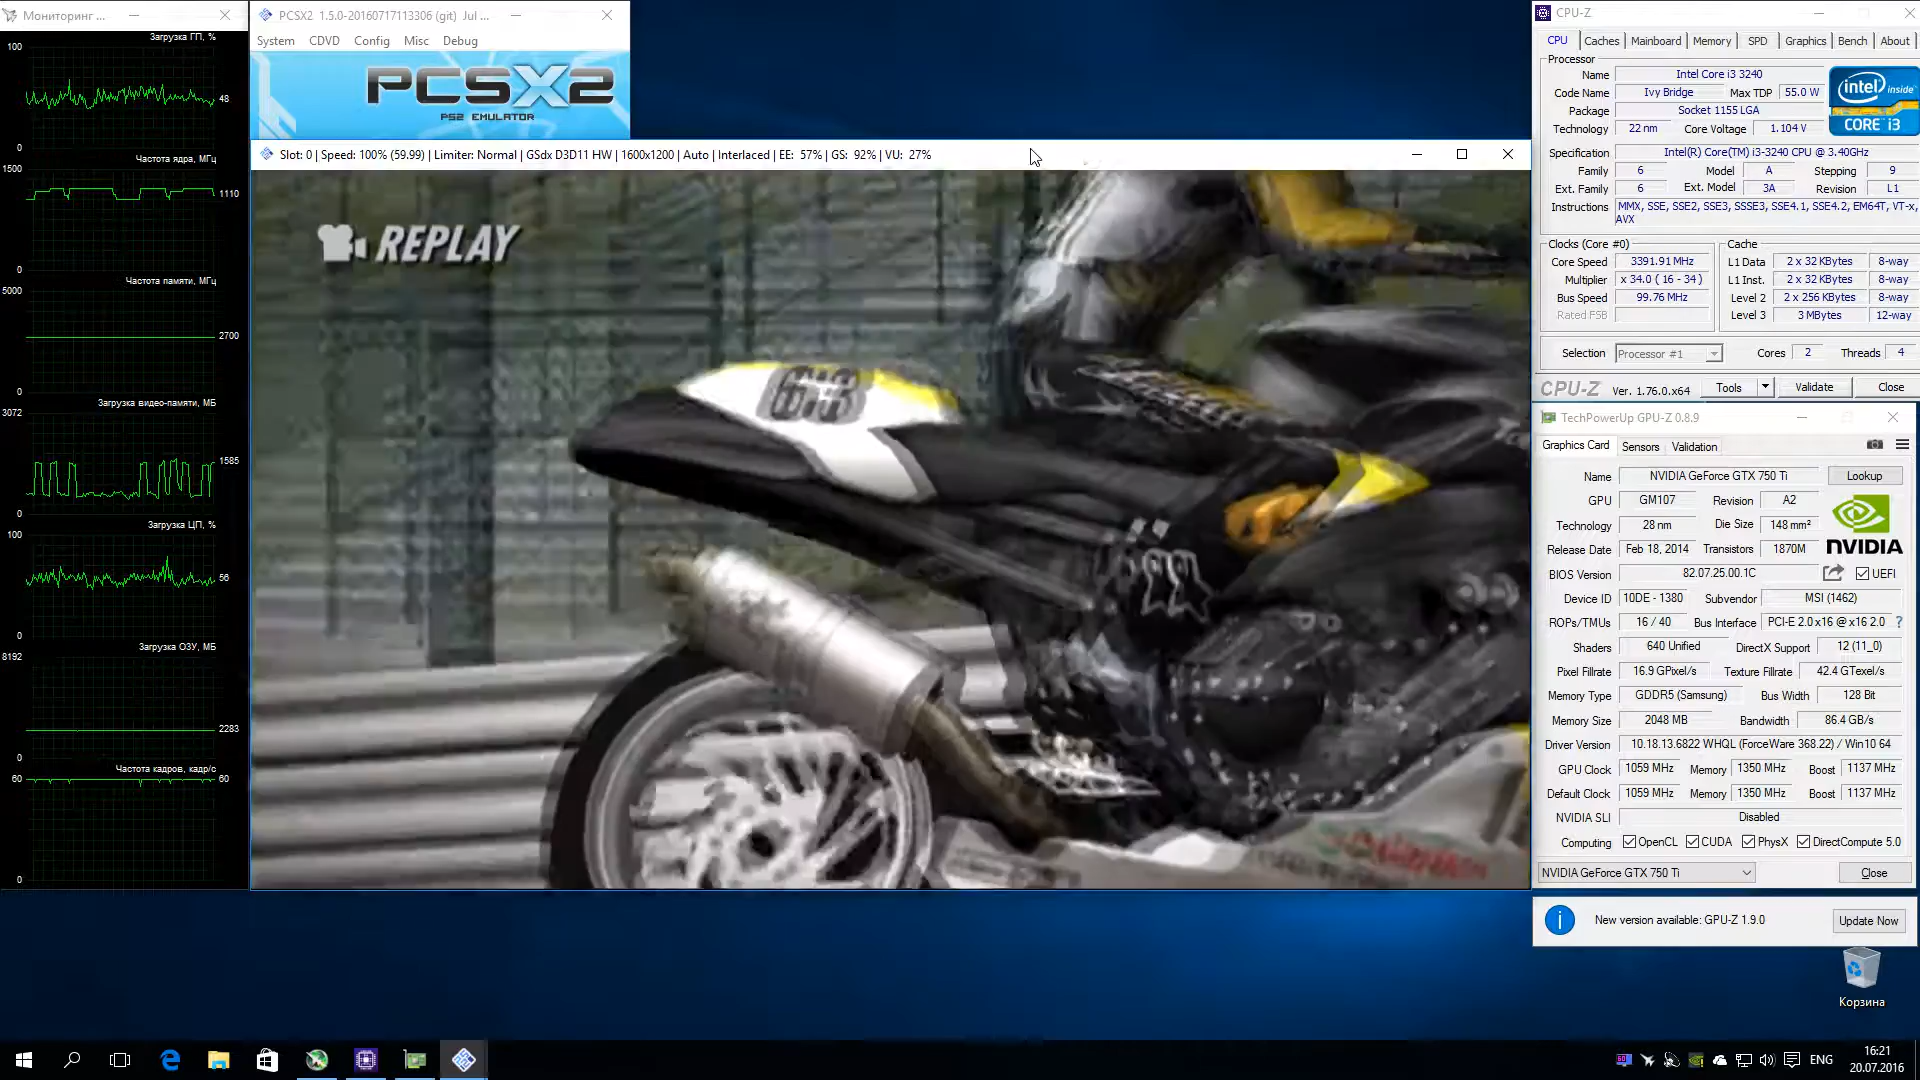 Мониторинг ...
Загрузка ГП, %
100
48
0
Частота ядра, МГц
1500
1110
0
Частота памяти, МГц
5000
2700
0
Загрузка видео-памяти, МБ
3072
1585
0
Загрузка ЦП, %
100
56
0
Загрузка ОЗУ, МБ
8192
2283
0
Частота кадров, кадр/с
60
60
0
PCSX2 1.5.0-20160717113306 (git) Jul ...
System CDVD Config Misc Debug
PCSX2
PS2 EMULATOR
Slot: 0 | Speed: 100% (59.99) | Limiter: Normal | GSdx D3D11 HW | 1600x1200 | Auto | Interlaced | EE: 57% | GS: 92% | VU: 27%
REPLAY
CPU-Z
CPU Caches Mainboard Memory SPD Graphics Bench About
Processor
Name Intel Core i3 3240
Code Name Ivy Bridge Max TDP 55.0 W
Package Socket 1155 LGA
Technology 22 nm Core Voltage 1.104 V
intel inside
CORE i3
Specification Intel(R) Core(TM) i3-3240 CPU @ 3.40GHz
Family 6 Model A Stepping 9
Ext. Family 6 Ext. Model 3A Revision L1
Instructions MMX, SSE, SSE2, SSE3, SSSE3, SSE4.1, SSE4.2, EM64T, VT-x,
AVX
Clocks (Core #0)
Core Speed 3391.91 MHz
Multiplier x 34.0 ( 16 - 34 )
Bus Speed 99.76 MHz
Rated FSB
Cache
L1 Data 2 x 32 KBytes 8-way
L1 Inst. 2 x 32 KBytes 8-way
Level 2 2 x 256 KBytes 8-way
Level 3 3 MBytes 12-way
Selection Processor #1 Cores 2 Threads 4
CPU-Z Ver. 1.76.0.x64 Tools Validate Close
TechPowerUp GPU-Z 0.8.9
Graphics Card Sensors Validation
Name NVIDIA GeForce GTX 750 Ti Lookup
GPU GM107 Revision A2
Technology 28 nm Die Size 148 mm²
Release Date Feb 18, 2014 Transistors 1870M
NVIDIA
BIOS Version 82.07.25.00.1C UEFI
Device ID 10DE - 1380 Subvendor MSI (1462)
ROPs/TMUs 16 / 40 Bus Interface PCI-E 2.0 x16 @ x16 2.0 ?
Shaders 640 Unified DirectX Support 12 (11_0)
Pixel Fillrate 16.9 GPixel/s Texture Fillrate 42.4 GTexel/s
Memory Type GDDR5 (Samsung) Bus Width 128 Bit
Memory Size 2048 MB Bandwidth 86.4 GB/s
Driver Version 10.18.13.6822 WHQL (ForceWare 368.22) / Win10 64
GPU Clock 1059 MHz Memory 1350 MHz Boost 1137 MHz
Default Clock 1059 MHz Memory 1350 MHz Boost 1137 MHz
NVIDIA SLI Disabled
Computing OpenCL CUDA PhysX DirectCompute 5.0
NVIDIA GeForce GTX 750 Ti Close
New version available: GPU-Z 1.9.0 Update Now
Корзина
ENG
16:21
20.07.2016